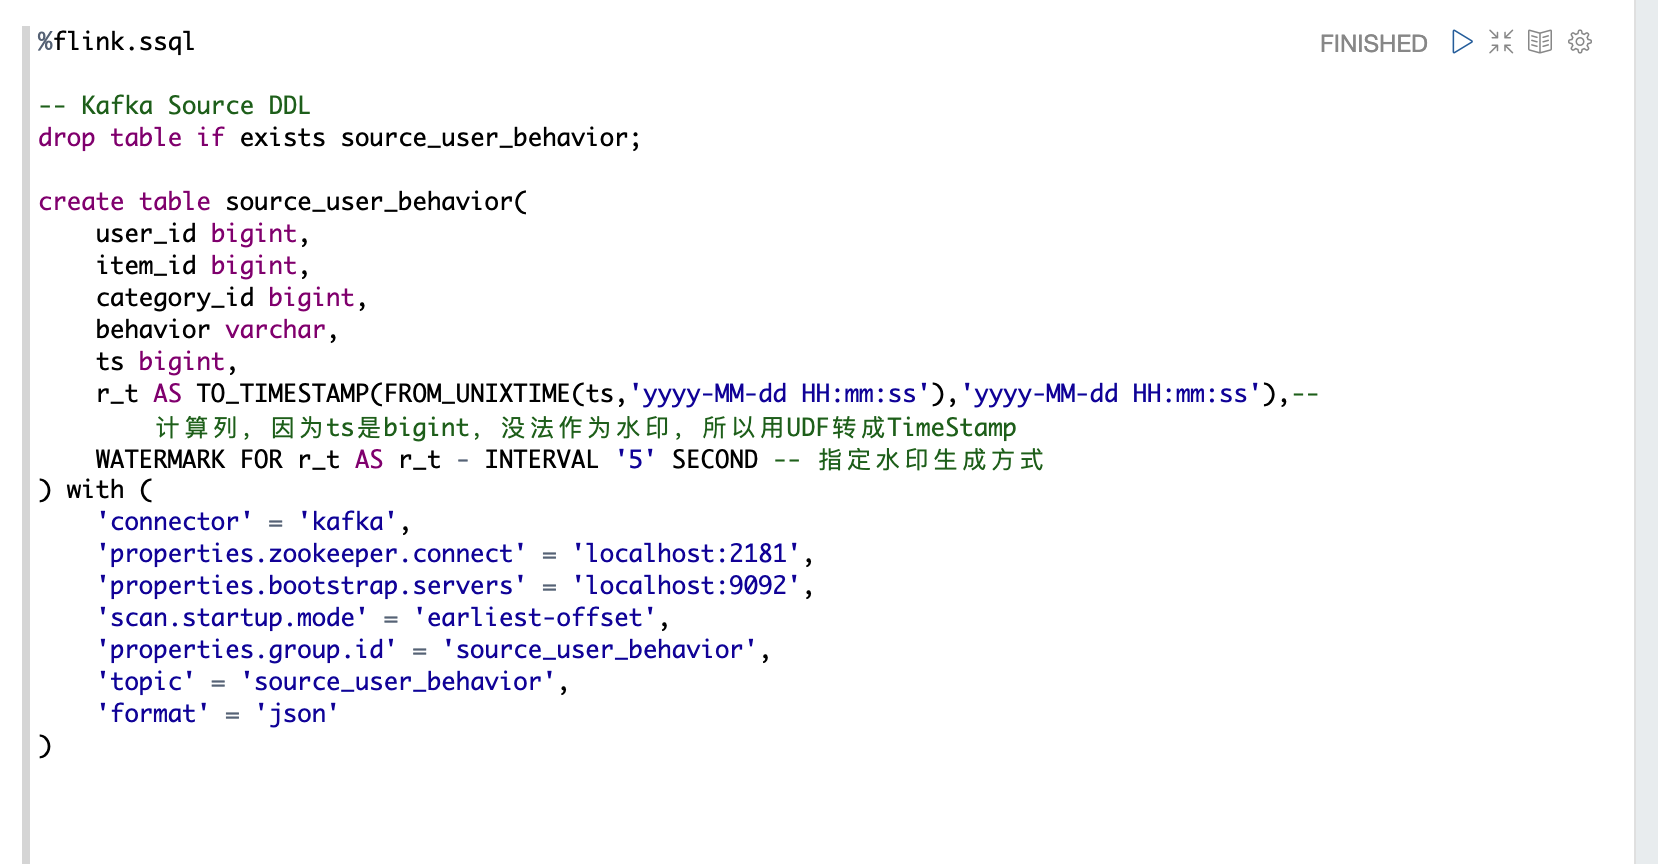 %flink.ssql
FINISHED
-- Kafka Source DDL
drop table if exists source_user_behavior;
create table source_user_behavior(
    user_id bigint,
    item_id bigint,
    category_id bigint,
    behavior varchar,
    ts bigint,
    r_t AS TO_TIMESTAMP(FROM_UNIXTIME(ts,'yyyy-MM-dd HH:mm:ss'),'yyyy-MM-dd HH:mm:ss'),--
        计算列, 因为ts是bigint, 没法作为水印, 所以用UDF转成TimeStamp
    WATERMARK FOR r_t AS r_t - INTERVAL '5' SECOND -- 指定水印生成方式
) with (
    'connector' = 'kafka',
    'properties.zookeeper.connect' = 'localhost:2181',
    'properties.bootstrap.servers' = 'localhost:9092',
    'scan.startup.mode' = 'earliest-offset',
    'properties.group.id' = 'source_user_behavior',
    'topic' = 'source_user_behavior',
    'format' = 'json'
)